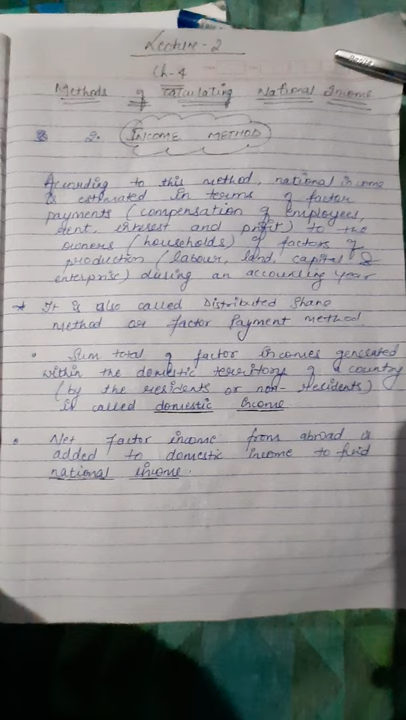 Lecture - 2
Ch-4
Methods of Calculating National Income
2. INCOME METHOD
According to this method, national income
is estimated in terms of factor
payments (compensation of employees,
rent, interest and profit) to the
owners (households) of factors of
production (labour, land, capital &
enterprise) during an accounting year
→ It is also called Distributed Share
method or Factor Payment method
• Sum total of factor incomes generated
within the domestic territory of a country
(by the residents or non-residents)
is called domestic Income
• Net Factor income from abroad is
added to domestic income to find
national income.